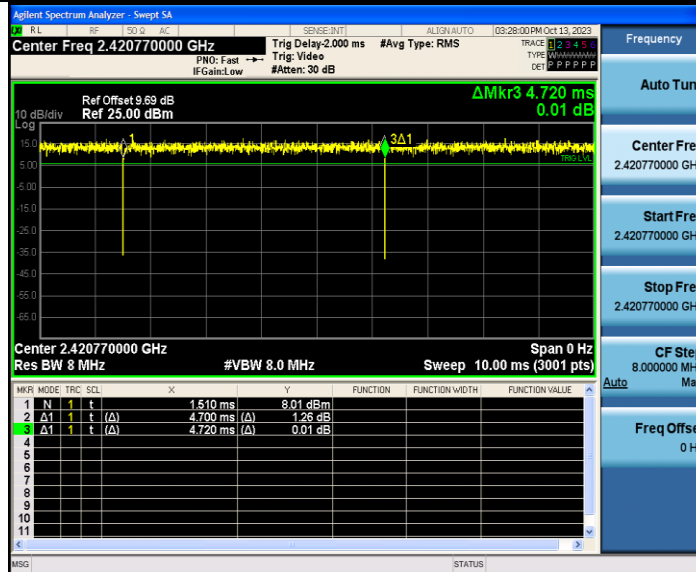 Agilent Spectrum Analyzer - Swept SA
RL RF 50 Ω AC SENSE:INT ALIGN AUTO 03:28:00 PM Oct 13, 2023
Center Freq 2.420770000 GHz
PNO: Fast
IFGain:Low
Trig Delay-2.000 ms
Trig: Video
#Atten: 30 dB
#Avg Type: RMS
TRACE 1 2 3 4 5 6
TYPE WWWWWW
DET P P P P P P
Frequency
Auto Tun
Center Fre
2.420770000 GH
Start Fre
2.420770000 GH
Stop Fre
2.420770000 GH
CF Ste
8.000000 MH
Auto Ma
Freq Offse
0 H
Ref Offset 9.69 dB
10 dB/div Ref 25.00 dBm
Log
ΔMkr3 4.720 ms
0.01 dB
15.0
5.00
-5.00
-15.0
-25.0
-35.0
-45.0
-55.0
-65.0
1
3Δ1
TRIG LVL
Center 2.420770000 GHz Span 0 Hz
Res BW 8 MHz #VBW 8.0 MHz Sweep 10.00 ms (3001 pts)
MKR MODE TRC SCL X Y FUNCTION FUNCTION WIDTH FUNCTION VALUE
1 N 1 t 1.510 ms 8.01 dBm
2 Δ1 1 t (Δ) 4.700 ms (Δ) 1.26 dB
3 Δ1 1 t (Δ) 4.720 ms (Δ) 0.01 dB
4
5
6
7
8
9
10
11
MSG STATUS